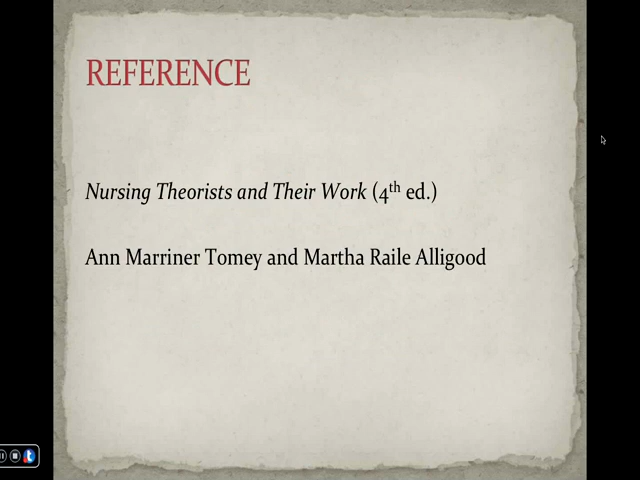 REFERENCE
Nursing Theorists and Their Work (4th ed.)
Ann Marriner Tomey and Martha Raile Alligood